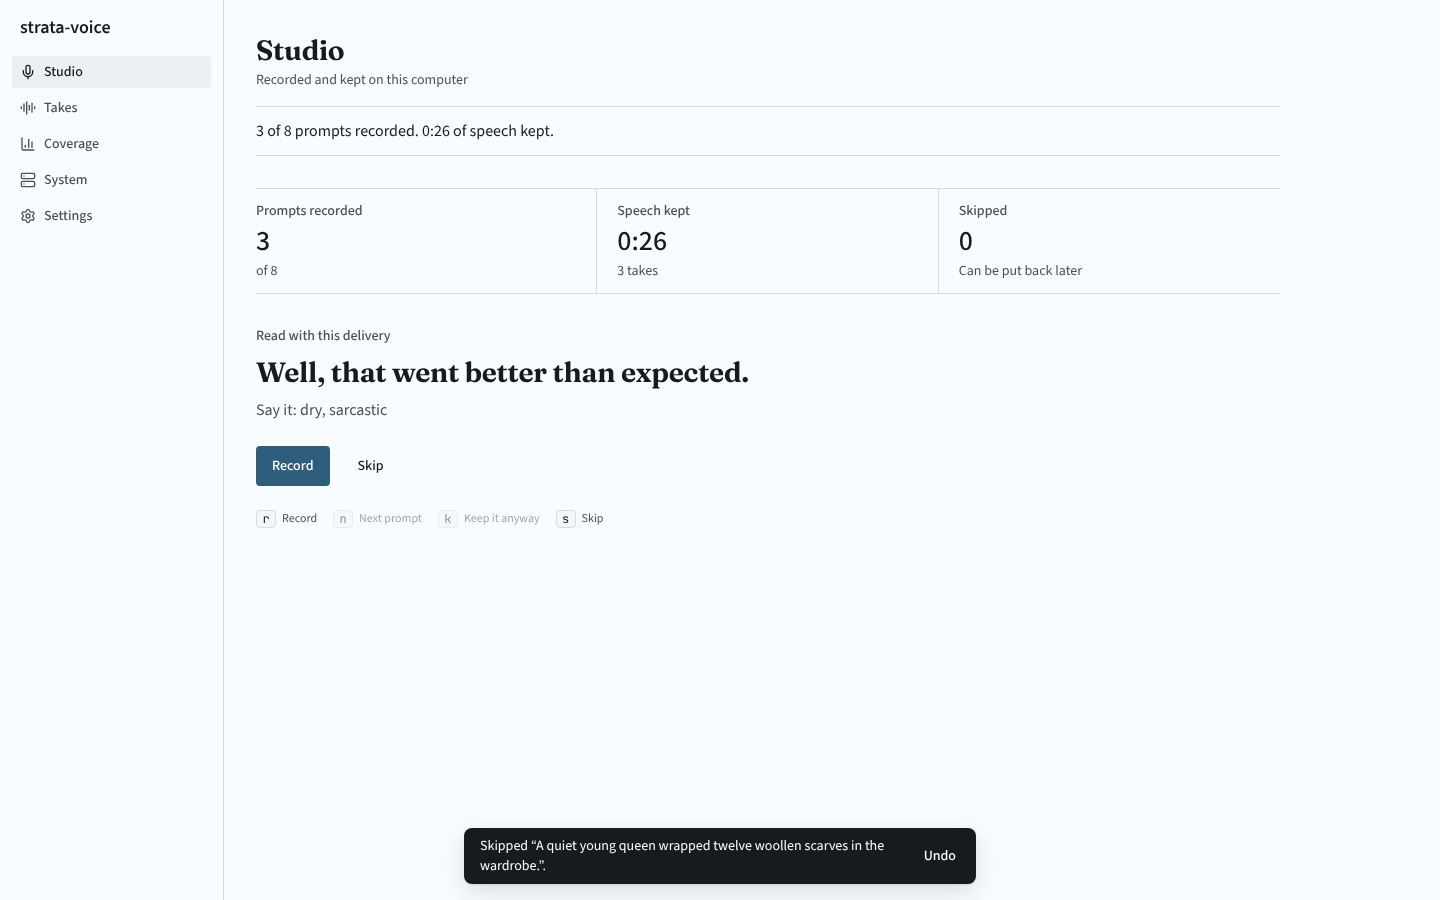 strata-voice
Studio
Takes
Coverage
System
Settings
Studio
Recorded and kept on this computer
3 of 8 prompts recorded. 0:26 of speech kept.
Prompts recorded
3
of 8
Speech kept
0:26
3 takes
Skipped
0
Can be put back later
Read with this delivery
Well, that went better than expected.
Say it: dry, sarcastic
Record Skip
r Record n Next prompt k Keep it anyway s Skip
Skipped “A quiet young queen wrapped twelve woollen scarves in the
wardrobe.”.
Undo